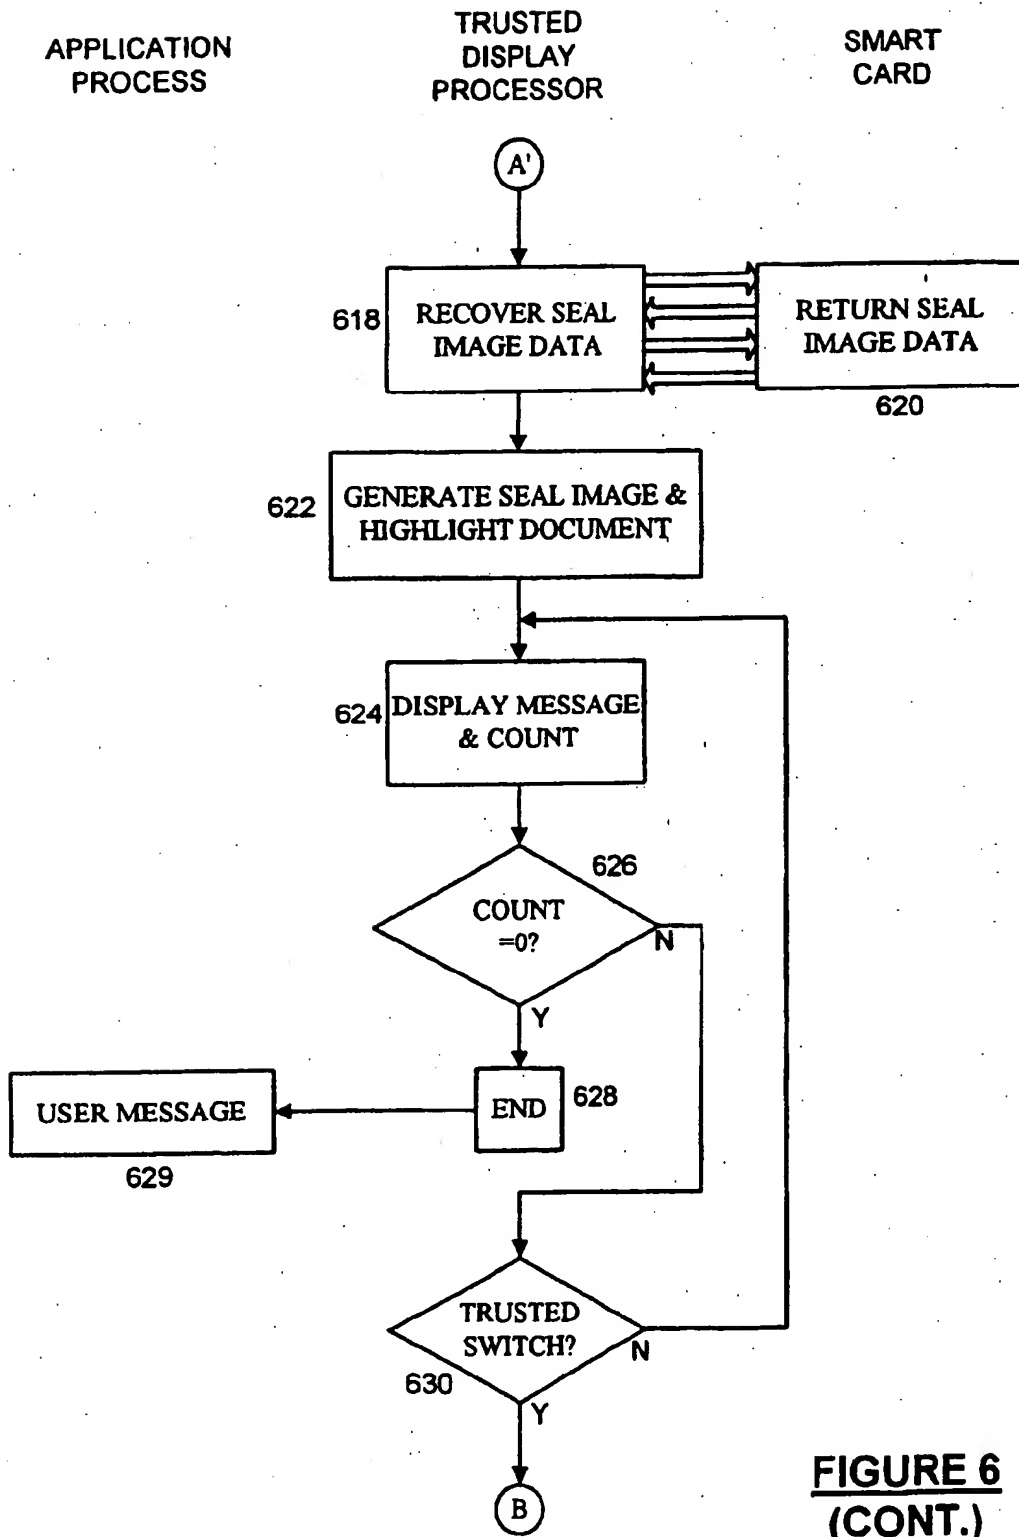 APPLICATION
PROCESS
TRUSTED
DISPLAY
PROCESSOR
SMART
CARD
A'
618
RECOVER SEAL
IMAGE DATA
RETURN SEAL
IMAGE DATA
620
622
GENERATE SEAL IMAGE &
HIGHLIGHT DOCUMENT
624
DISPLAY MESSAGE
& COUNT
626
COUNT
=0?
N
Y
USER MESSAGE
629
END
628
TRUSTED
SWITCH?
N
630
Y
B
FIGURE 6
(CONT.)